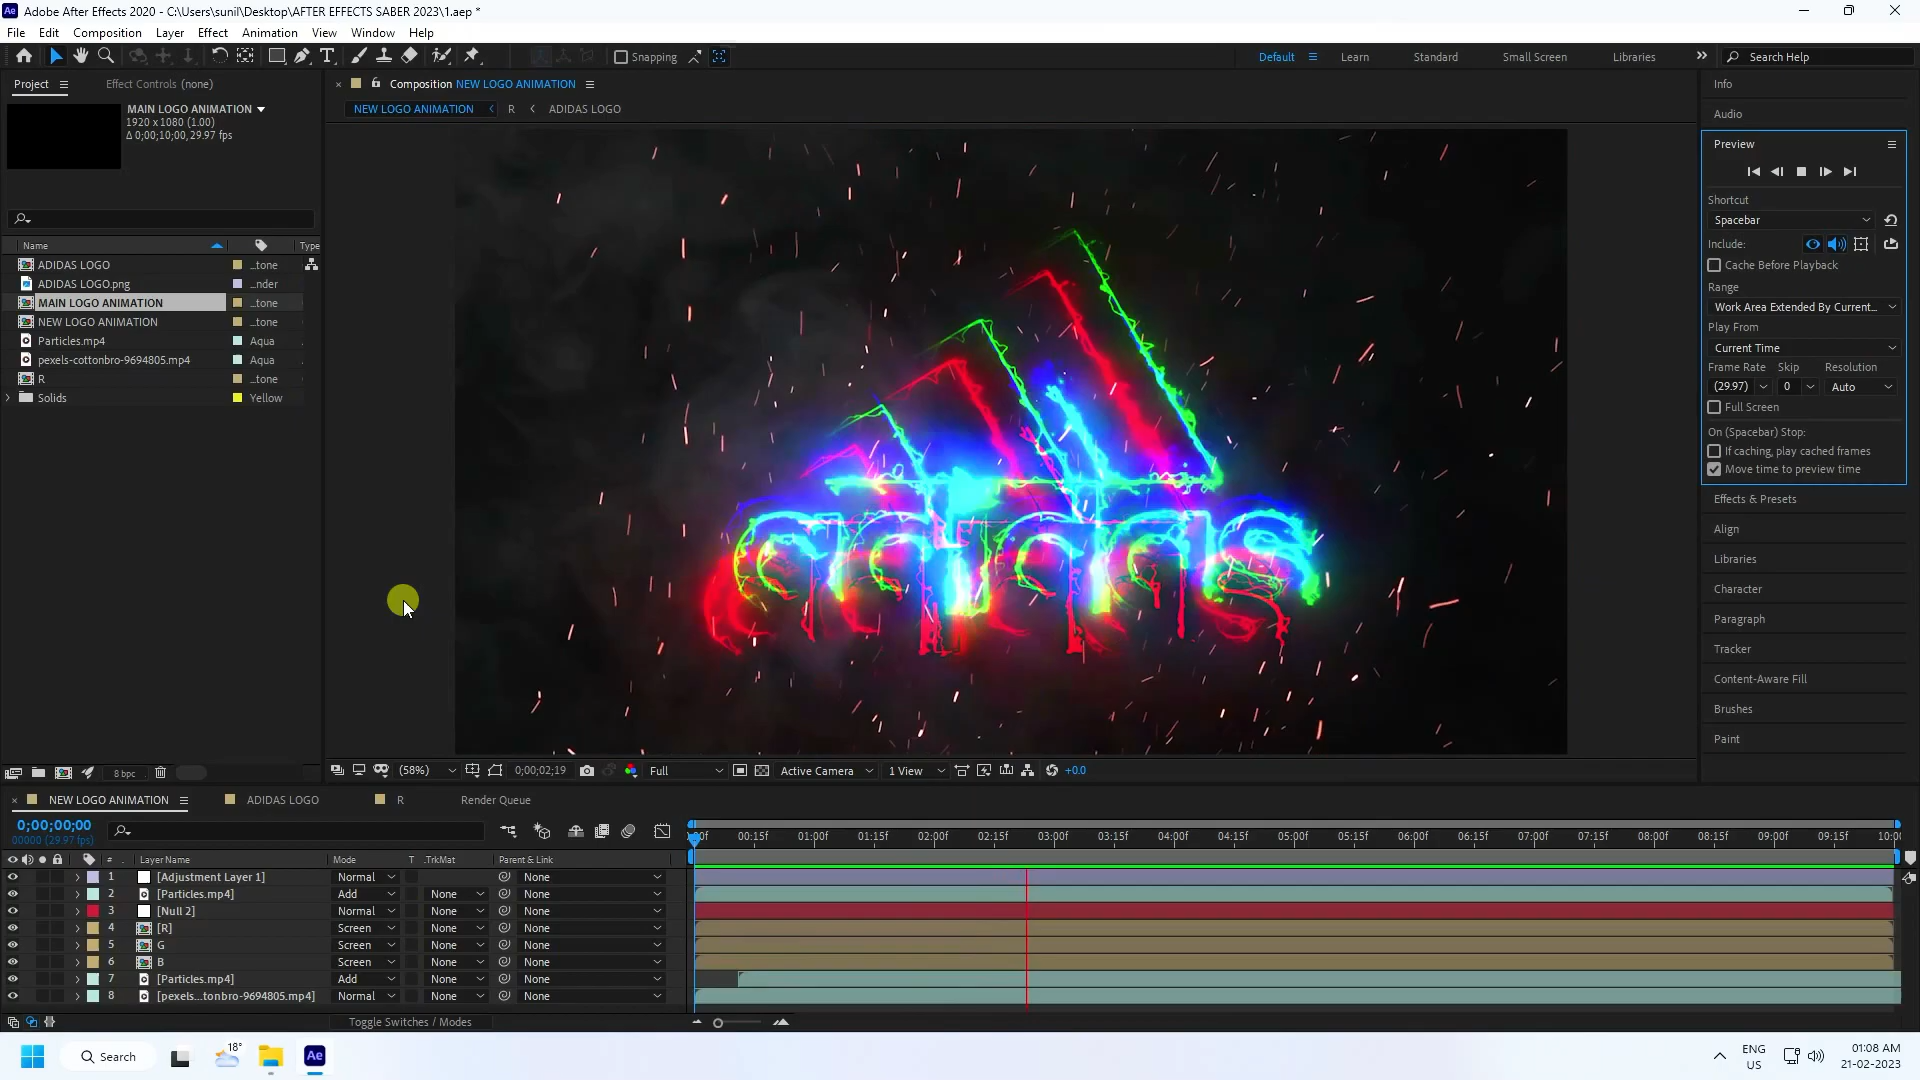 Adobe After Effects 2020 - C:\Users\sunil\Desktop\AFTER EFFECTS SABER 2023\1.aep *
File Edit Composition Layer Effect Animation View Window Help
Snapping Default Learn Standard Small Screen Libraries Search Help
Project Effect Controls (none)
MAIN LOGO ANIMATION
1920 x 1080 (1.00)
Δ 0;00;10;00, 29.97 fps
Name Type
ADIDAS LOGO ...tone
ADIDAS LOGO.png ...nder
MAIN LOGO ANIMATION ...tone
NEW LOGO ANIMATION ...tone
Particles.mp4 Aqua
pexels-cottonbro-9694805.mp4 Aqua
R ...tone
Solids Yellow
8 bpc
Composition NEW LOGO ANIMATION
NEW LOGO ANIMATION R ADIDAS LOGO
adidas
(58%) 0;00;02;19 Full Active Camera 1 View +0.0
Info
Audio
Preview
Shortcut
Spacebar
Include:
Cache Before Playback
Range
Work Area Extended By Current...
Play From
Current Time
Frame Rate Skip Resolution
(29.97) 0 Auto
Full Screen
On (Spacebar) Stop:
If caching, play cached frames
Move time to preview time
Effects & Presets
Align
Libraries
Character
Paragraph
Tracker
Content-Aware Fill
Brushes
Paint
NEW LOGO ANIMATION ADIDAS LOGO R Render Queue
0;00;00;00
00000 (29.97 fps)
:00f 00:15f 01:00f 01:15f 02:00f 02:15f 03:00f 03:15f 04:00f 04:15f 05:00f 05:15f 06:00f 06:15f 07:00f 07:15f 08:00f 08:15f 09:00f 09:15f 10:00
# Layer Name Mode T .TrkMat Parent & Link
1 [Adjustment Layer 1] Normal None
2 [Particles.mp4] Add None None
3 [Null 2] Normal None None
4 [R] Screen None None
5 G Screen None None
6 B Screen None None
7 [Particles.mp4] Add None None
8 [pexels...tonbro-9694805.mp4] Normal None None
Toggle Switches / Modes
Search 18° Ae ENG US 01:08 AM 21-02-2023